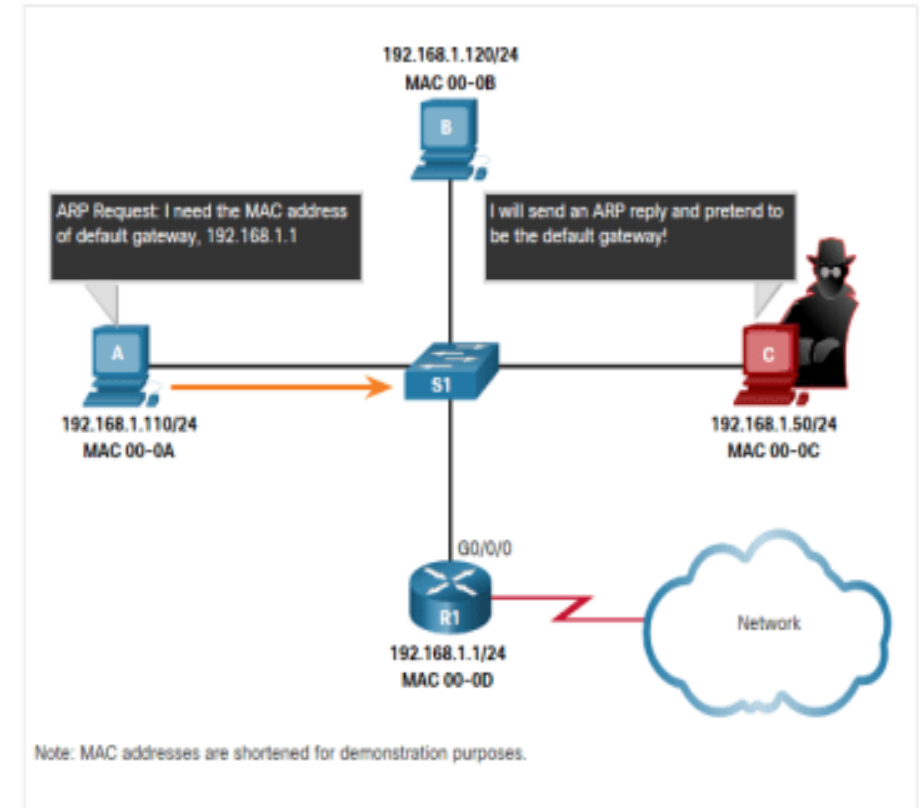 192.168.1.120/24
MAC 00-0B
B
ARP Request: I need the MAC address
of default gateway, 192.168.1.1
I will send an ARP reply and pretend to
be the default gateway!
A
S1
C
192.168.1.110/24
MAC 00-0A
192.168.1.50/24
MAC 00-0C
G0/0/0
R1
Network
192.168.1.1/24
MAC 00-0D
Note: MAC addresses are shortened for demonstration purposes.